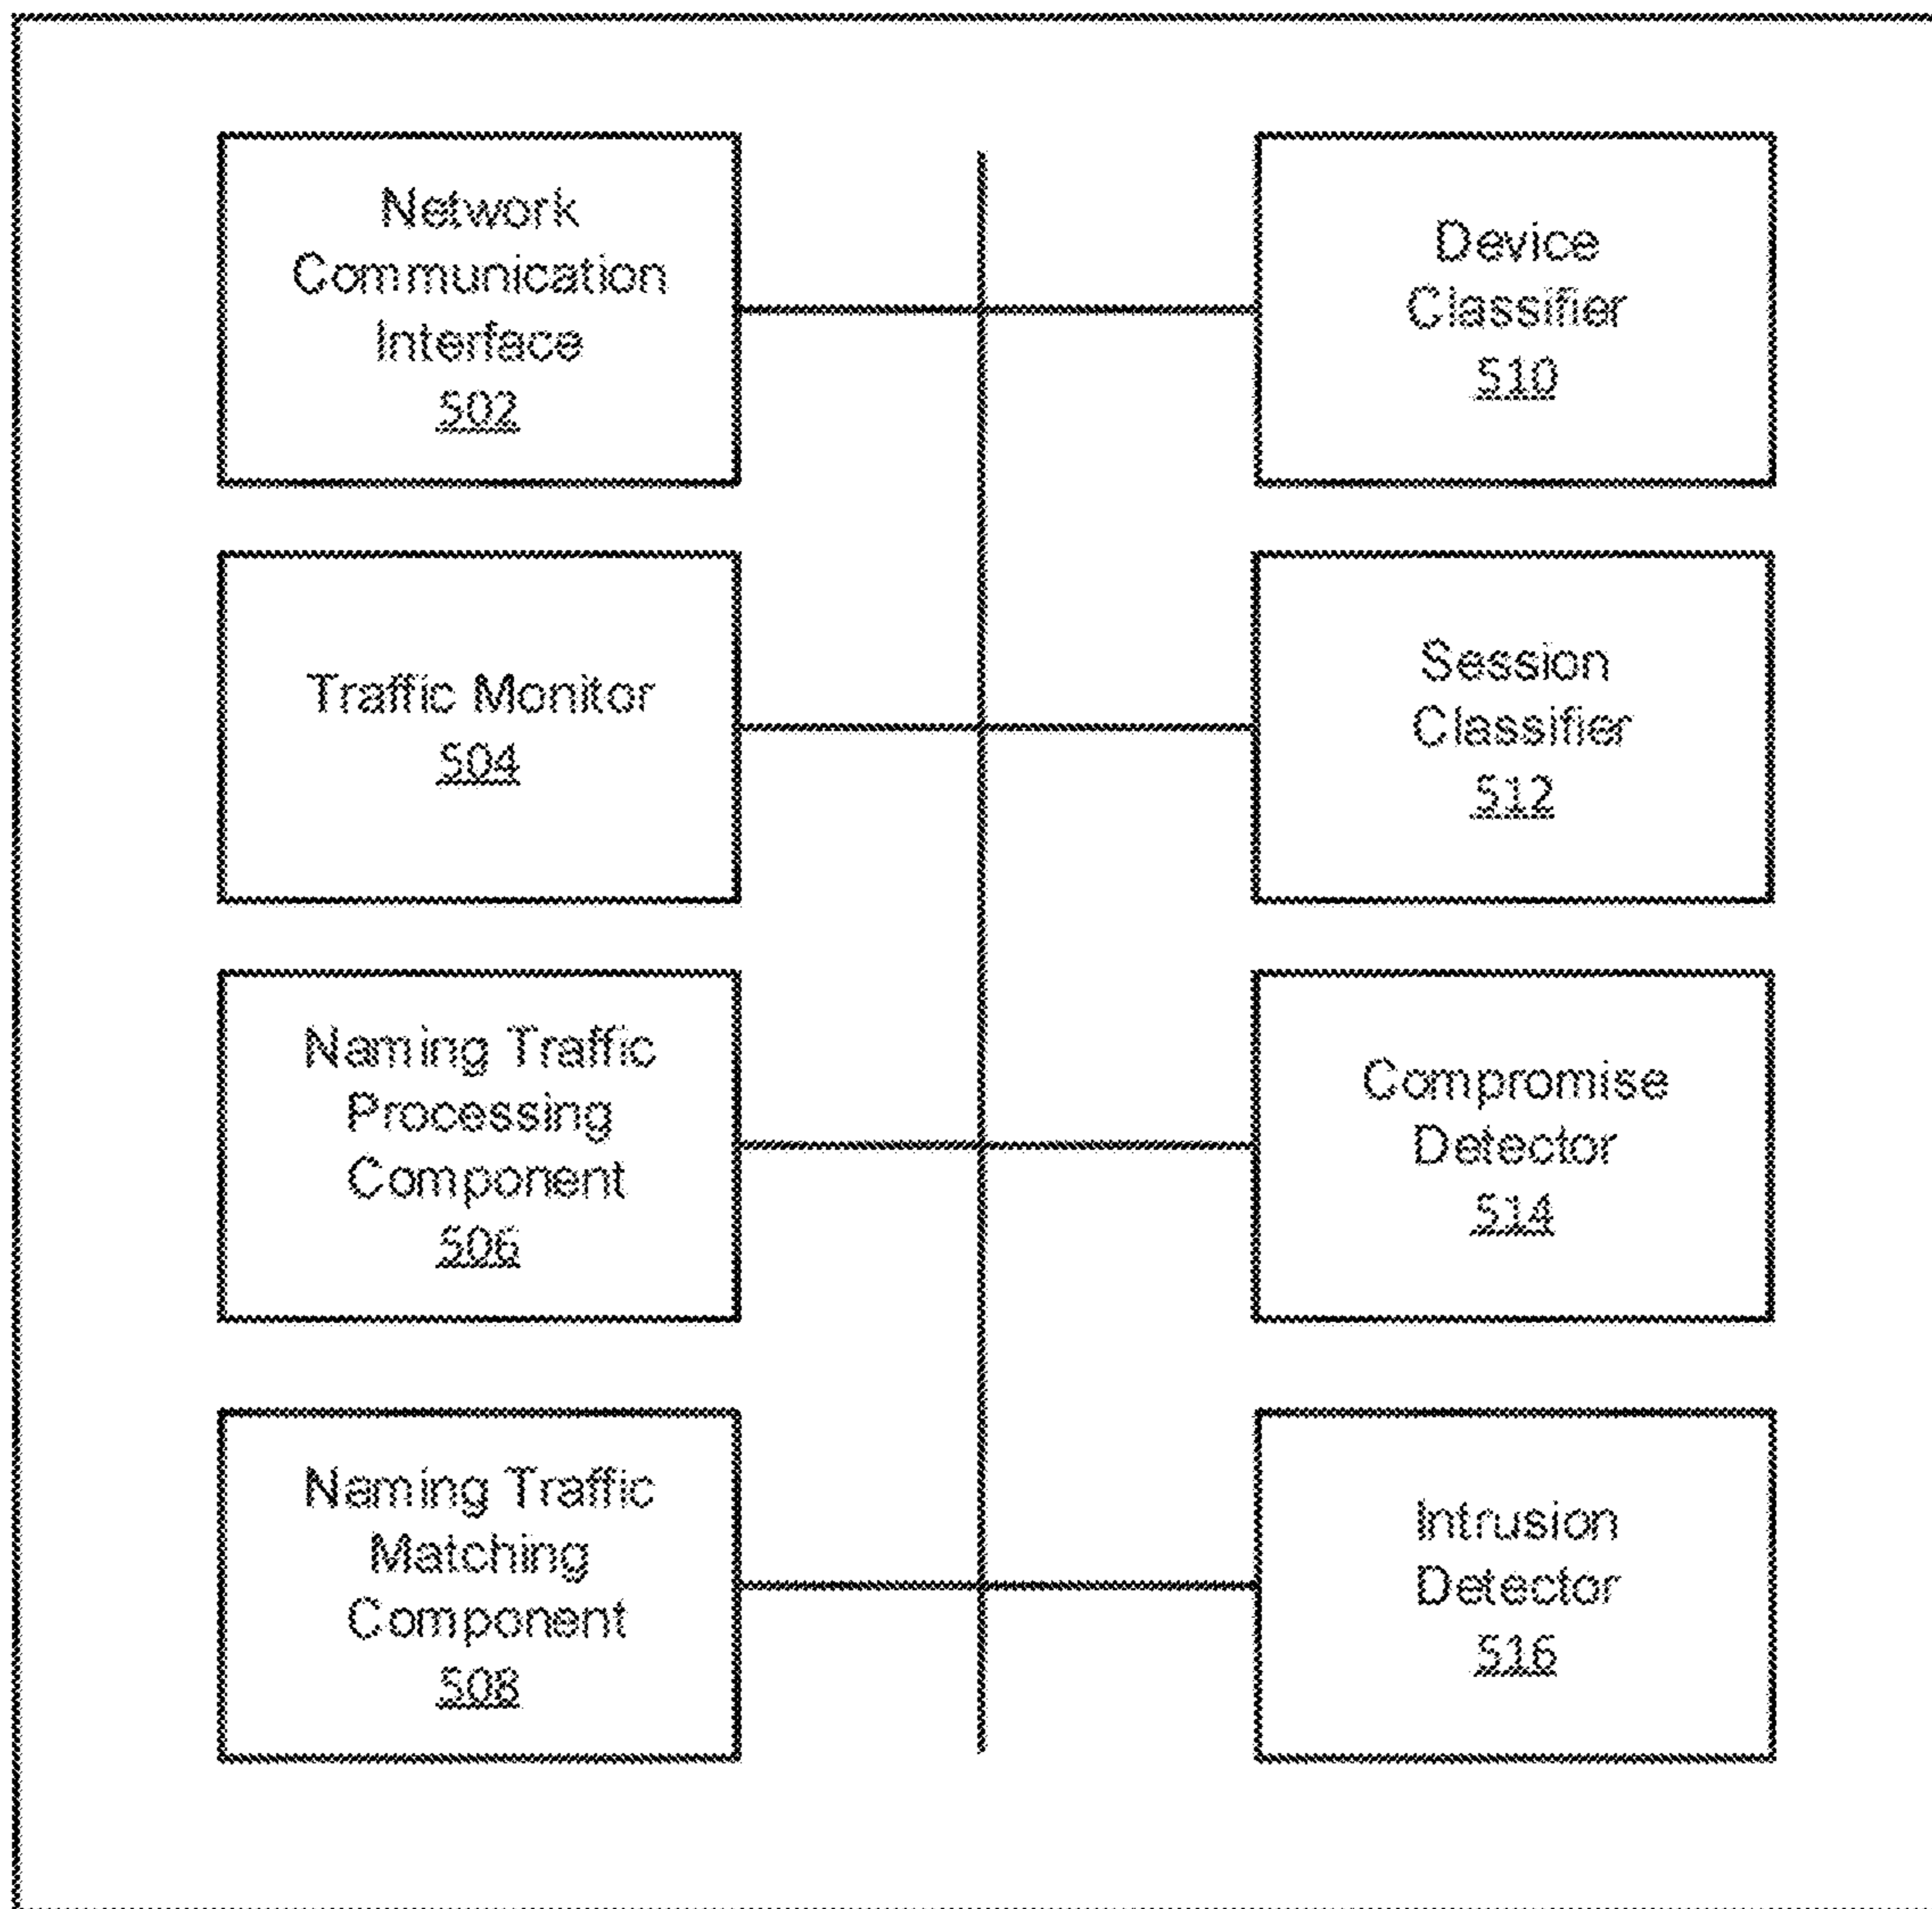 Network
Communication
Interface
502
Traffic Monitor
504
Naming Traffic
Processing
Component
506
Naming Traffic
Matching
Component
508
Device
Classifier
510
Session
Classifier
512
Compromise
Detector
514
Intrusion
Detector
516